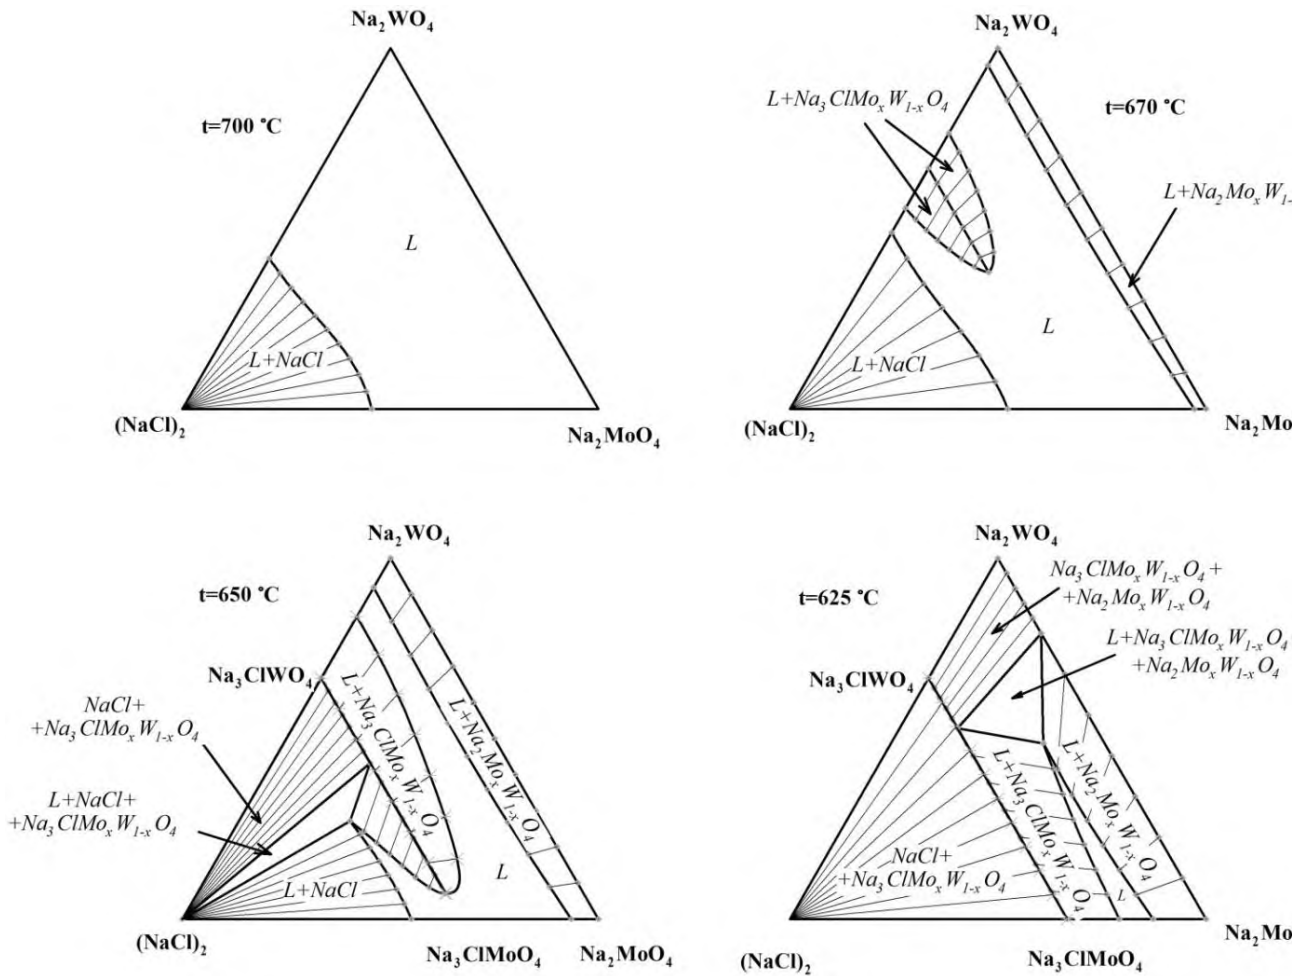 Na₂WO₄
t=700 °C
L
L+NaCl
(NaCl)₂
Na₂MoO₄
Na₂WO₄
L+Na₃ClMoₓW₁₋ₓO₄
t=670 °C
L+Na₂MoₓW₁₋
L
L+NaCl
(NaCl)₂
Na₂Mo
Na₂WO₄
t=650 °C
Na₃ClWO₄
NaCl+
+Na₃ClMoₓW₁₋ₓO₄
L+NaCl+
+Na₃ClMoₓW₁₋ₓO₄
L+Na₃ClMoₓW₁₋ₓO₄
L+Na₂MoₓW₁₋ₓO₄
L+NaCl
L
(NaCl)₂
Na₃ClMoO₄
Na₂MoO₄
Na₂WO₄
t=625 °C
Na₃ClMoₓW₁₋ₓO₄+
+Na₂MoₓW₁₋ₓO₄
L+Na₃ClMoₓW₁₋ₓO₄
+Na₂MoₓW₁₋ₓO₄
Na₃ClWO₄
L+Na₂MoₓW₁₋ₓO₄
L+Na₃ClMoₓW₁₋ₓO₄
NaCl+
+Na₃ClMoₓW₁₋ₓO₄
L
(NaCl)₂
Na₃ClMoO₄
Na₂Mo